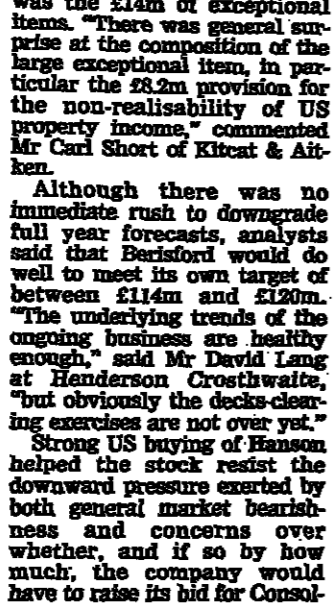 was the £14m of exceptional
items. "There was general sur-
prise at the composition of the
large exceptional item, in par-
ticular the £8.2m provision for
the non-realisability of US
property income," commented
Mr Carl Short of Kitcat & Ait-
ken.
Although there was no
immediate rush to downgrade
full year forecasts, analysts
said that Berisford would do
well to meet its own target of
between £114m and £120m.
"The underlying trends of the
ongoing business are healthy
enough," said Mr David Lang
at Henderson Crosthwaite,
"but obviously the decks-clear-
ing exercises are not over yet."
Strong US buying of Hanson
helped the stock resist the
downward pressure exerted by
both general market bearish-
ness and concerns over
whether, and if so by how
much, the company would
have to raise its bid for Consol-